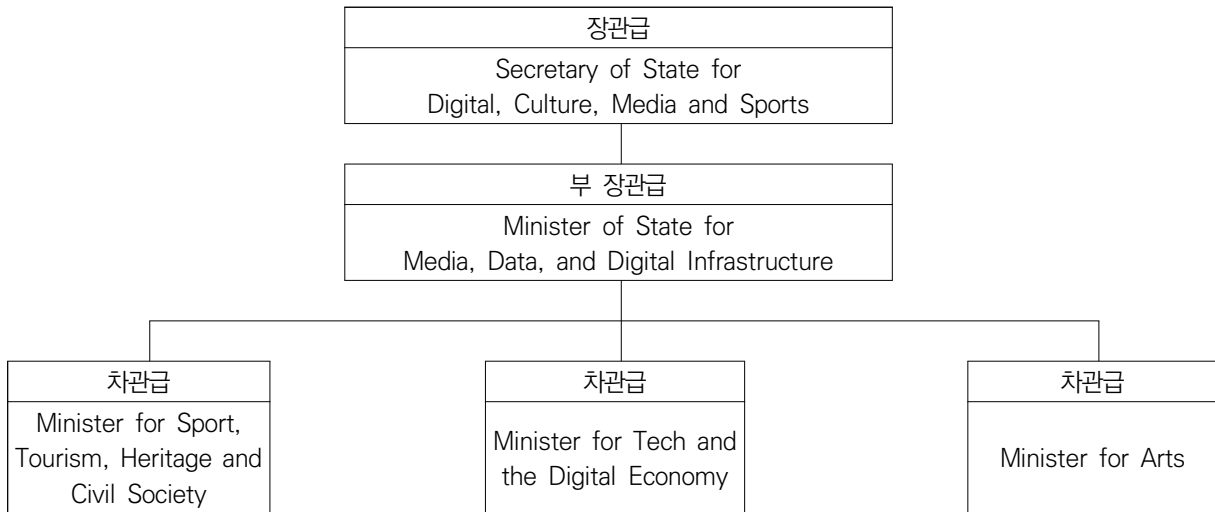 장관급
Secretary of State for
Digital, Culture, Media and Sports
부 장관급
Minister of State for
Media, Data, and Digital Infrastructure
차관급
Minister for Sport,
Tourism, Heritage and
Civil Society
차관급
Minister for Tech and
the Digital Economy
차관급
Minister for Arts